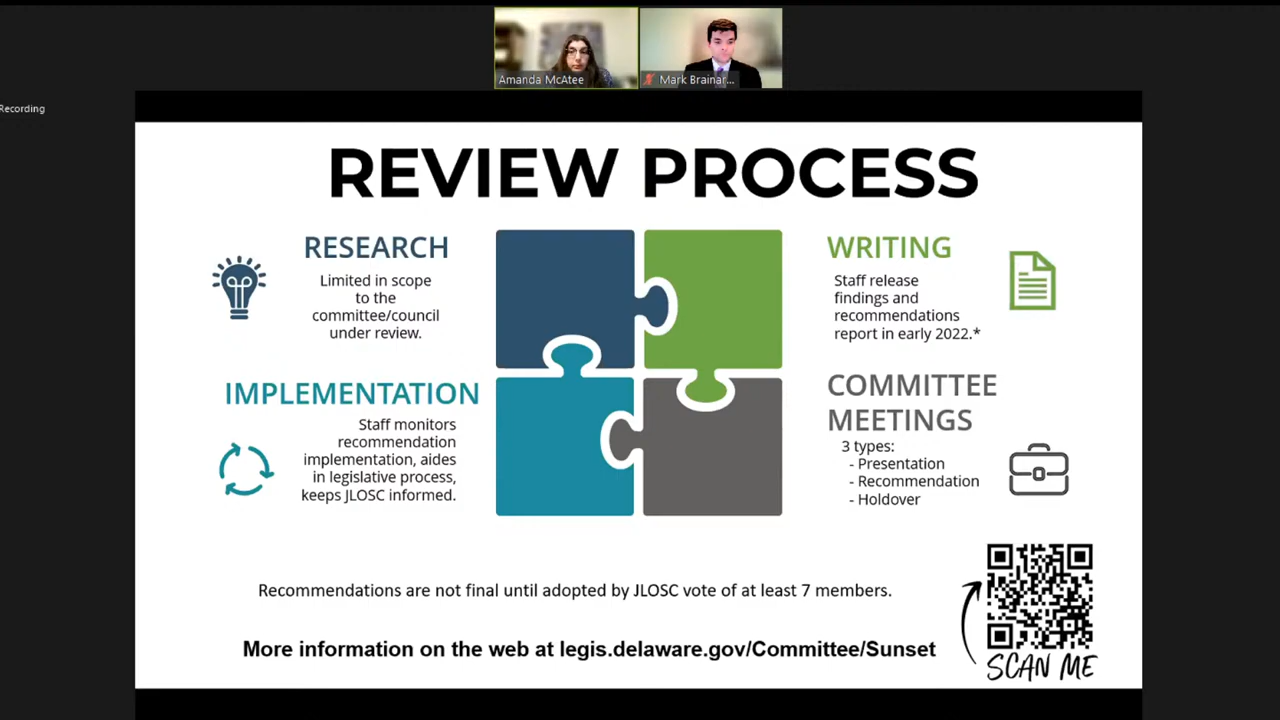 Amanda McAtee
Mark Brainar...
Recording
REVIEW PROCESS
RESEARCH
Limited in scope
to the
committee/council
under review.
WRITING
Staff release
findings and
recommendations
report in early 2022.*
IMPLEMENTATION
Staff monitors
recommendation
implementation, aides
in legislative process,
keeps JLOSC informed.
COMMITTEE
MEETINGS
3 types:
- Presentation
- Recommendation
- Holdover
Recommendations are not final until adopted by JLOSC vote of at least 7 members.
More information on the web at legis.delaware.gov/Committee/Sunset
SCAN ME